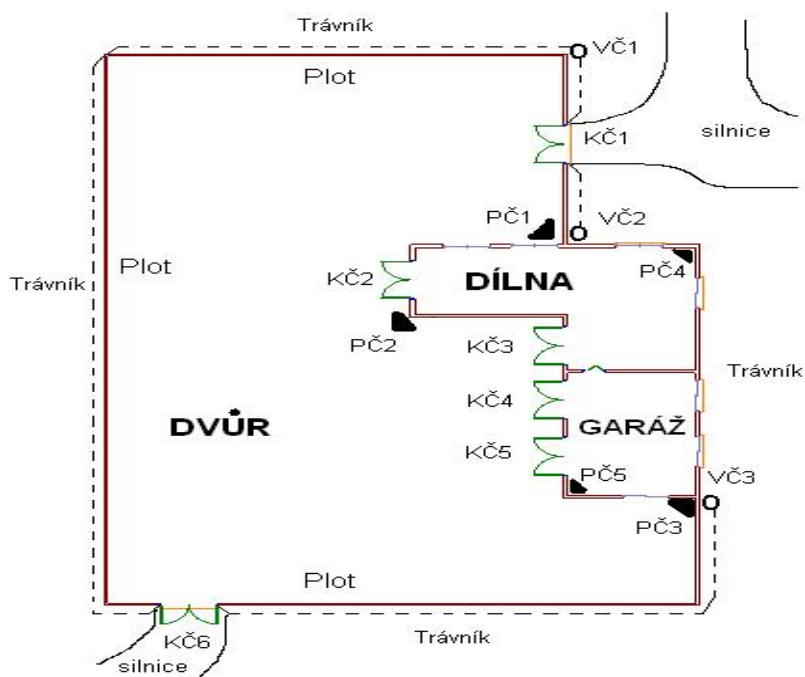 Trávník
VČ1
Plot
KČ1
silnice
PČ1
VČ2
Plot
KČ2
DÍLNA
PČ4
Trávník
PČ2
KČ3
Trávník
KČ4
DVŮR
GARÁŽ
KČ5
PČ5
VČ3
PČ3
Plot
KČ6
Trávník
silnice